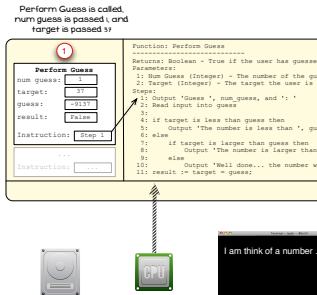 Perform Guess is called,
num guess is passed 1, and
target is passed 37
1
Perform Guess
num guess: 1
target: 37
guess: -9137
result: False
Instruction: Step 1
...
Instruction: ...
Function: Perform Guess
----------------------------
Returns: Boolean - True if the user has guesse
Parameters:
1: Num Guess (Integer) - The number of the gu
2: Target (Integer) - The target the user is
Steps:
1: Output 'Guess ', num_guess, and ': '
2: Read input into guess
3:
4: if target is less than guess then
5: Output 'The number is less than ', gu
6: else
7: if target is larger than guess then
8: Output 'The number is larger than
9: else
10: Output 'Well done... the number w
11: result := target = guess;
CPU
I am think of a number .